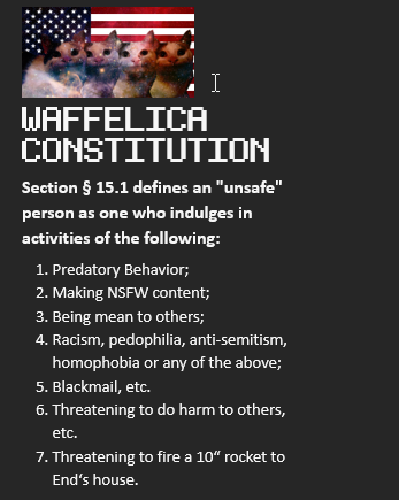 WAFFELICA
CONSTITUTION
Section § 15.1 defines an "unsafe"
person as one who indulges in
activities of the following:
1. Predatory Behavior;
2. Making NSFW content;
3. Being mean to others;
4. Racism, pedophilia, anti-semitism,
homophobia or any of the above;
5. Blackmail, etc.
6. Threatening to do harm to others,
etc.
7. Threatening to fire a 10“ rocket to
End‘s house.